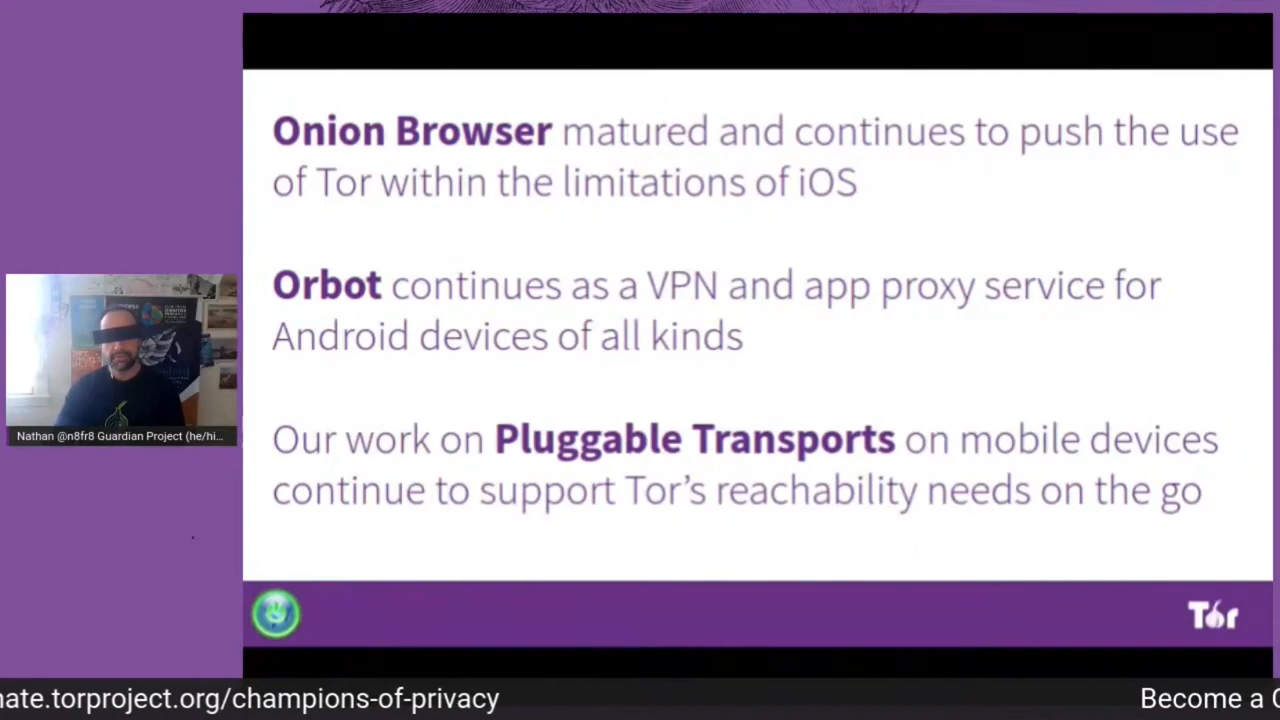 Onion Browser matured and continues to push the use
of Tor within the limitations of iOS
Orbot continues as a VPN and app proxy service for
Android devices of all kinds
Our work on Pluggable Transports on mobile devices
continue to support Tor’s reachability needs on the go
Nathan @n8fr8 Guardian Project (he/hi...
Tor
nate.torproject.org/champions-of-privacy
Become a